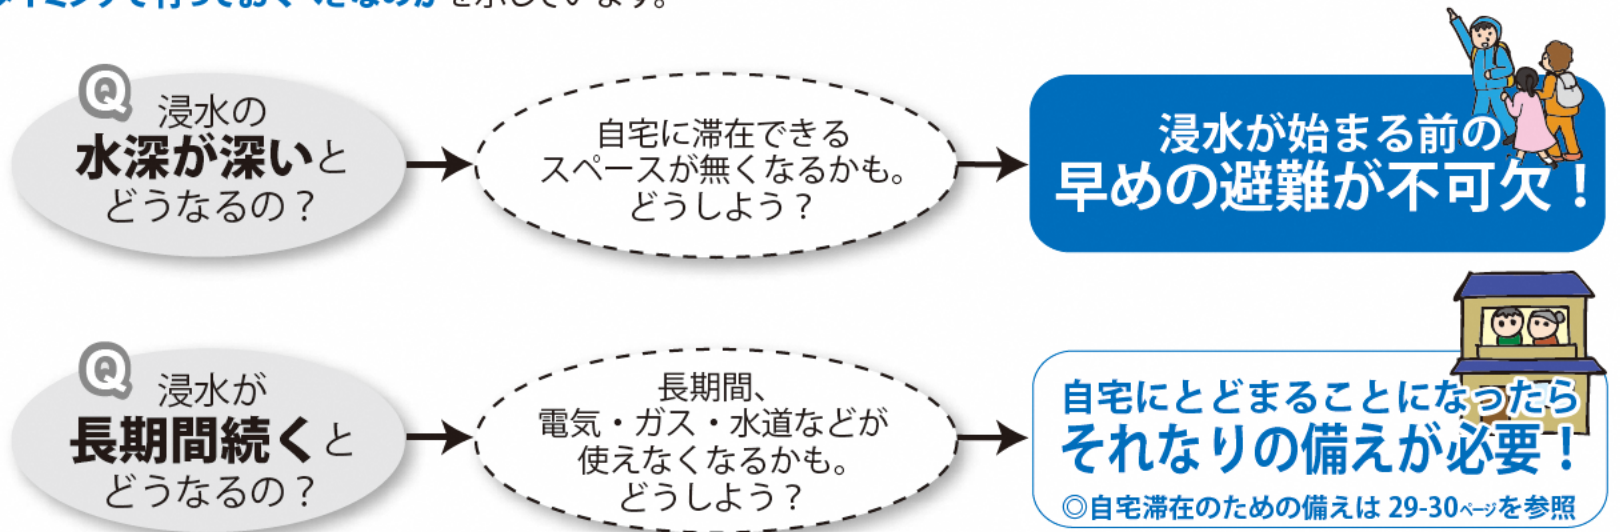 を示しています。
Q
浸水の
水深が深いと
どうなるの？
自宅に滞在できる
スペースが無くなるかも。
どうしよう？
浸水が始まる前の
早めの避難が不可欠！
Q
浸水が
長期間続くと
どうなるの？
長期間、
電気・ガス・水道などが
使えなくなるかも。
どうしよう？
自宅にとどまることになったら
それなりの備えが必要！
◎自宅滞在のための備えは 29-30ページを参照